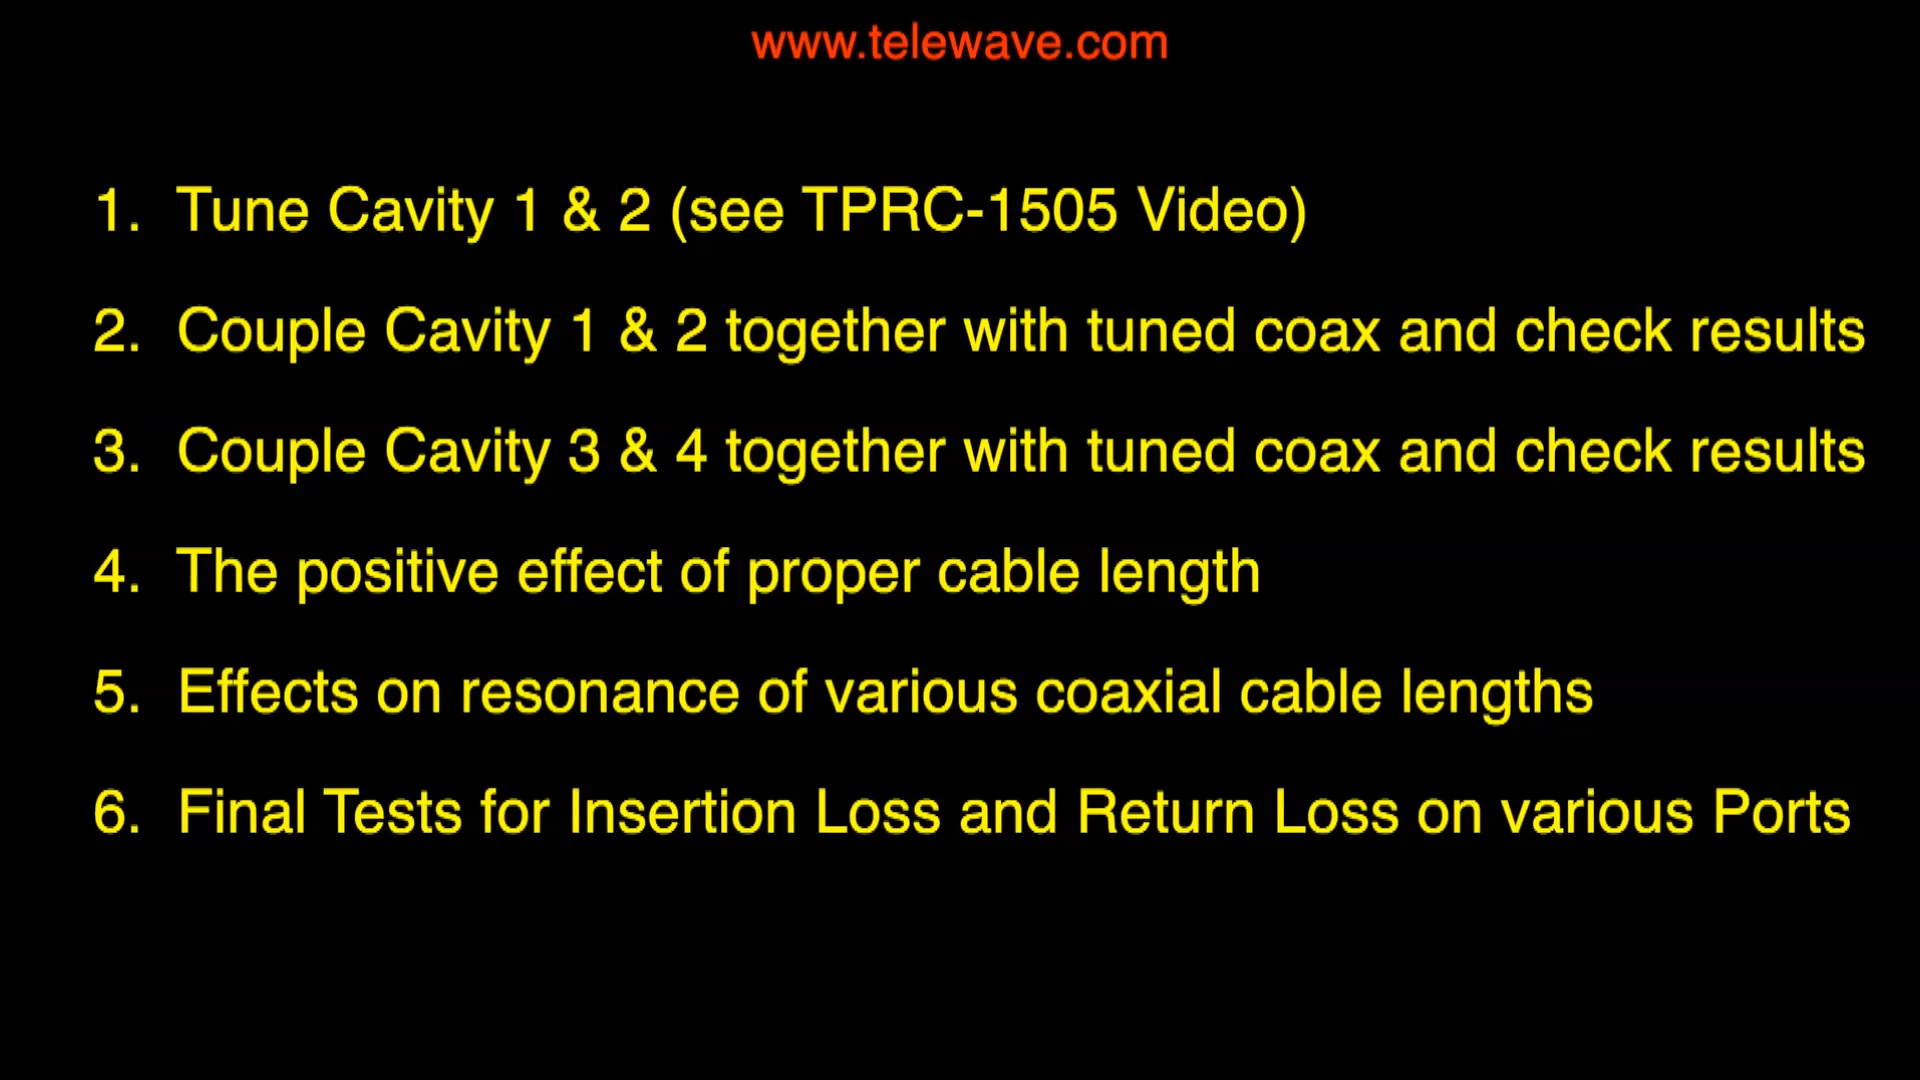 www.telewave.com
1. Tune Cavity 1 & 2 (see TPRC-1505 Video)
2. Couple Cavity 1 & 2 together with tuned coax and check results
3. Couple Cavity 3 & 4 together with tuned coax and check results
4. The positive effect of proper cable length
5. Effects on resonance of various coaxial cable lengths
6. Final Tests for Insertion Loss and Return Loss on various Ports